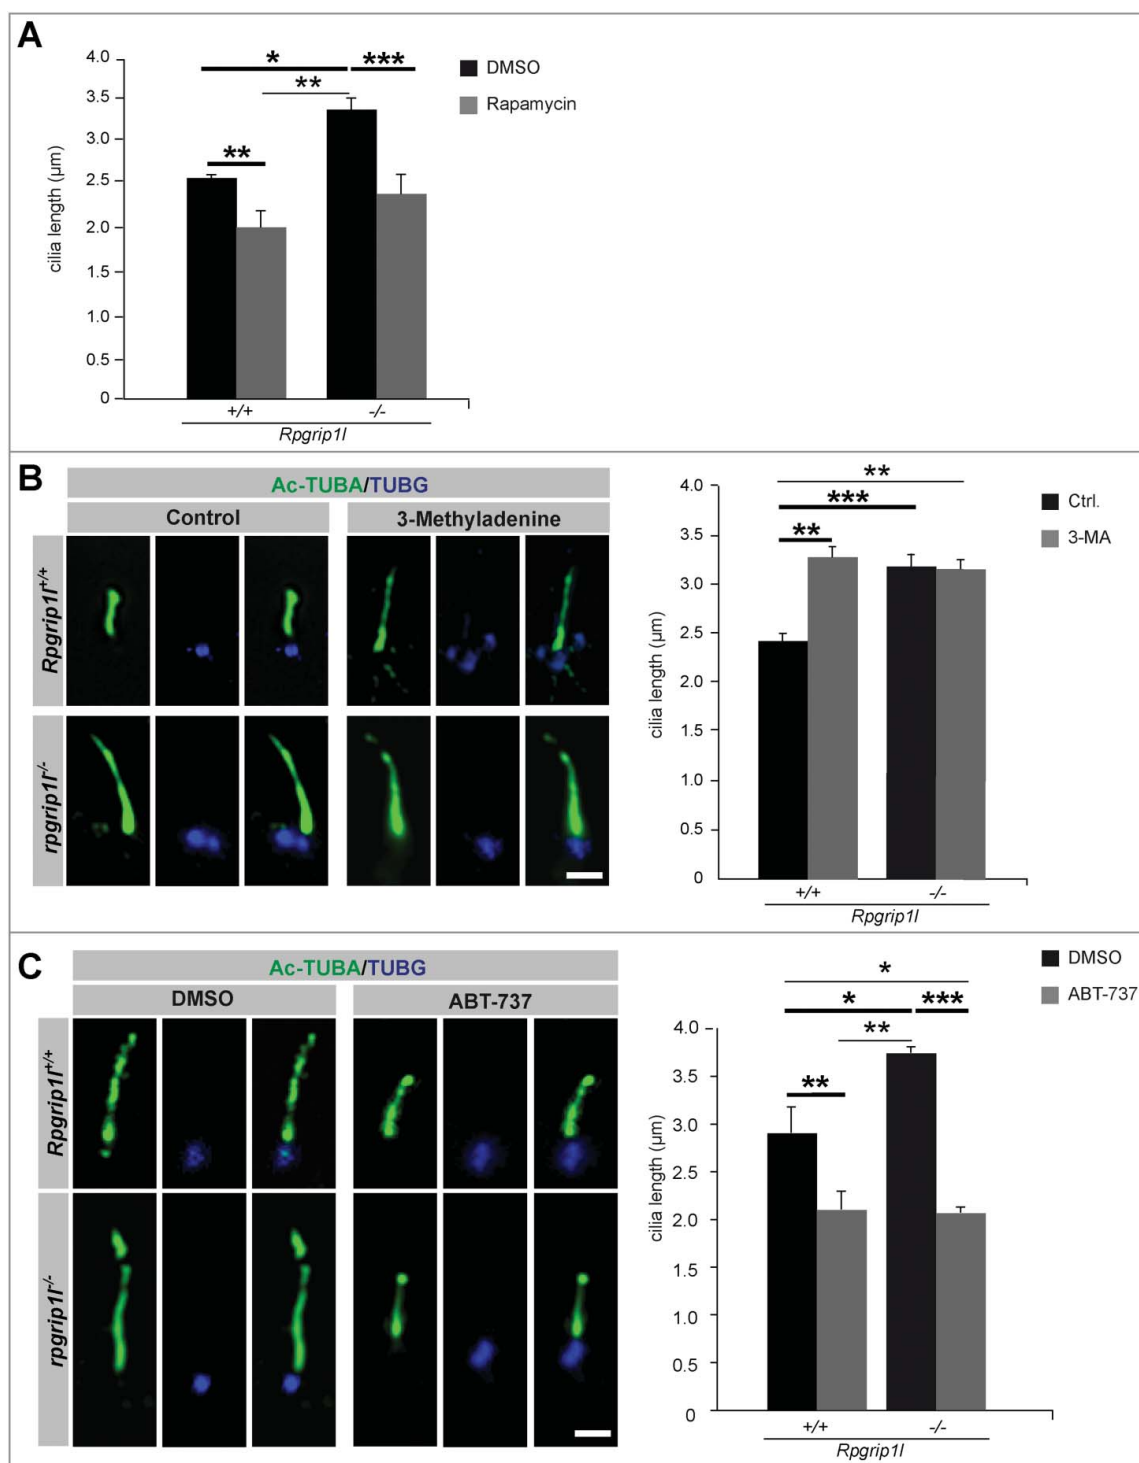 A
4.0
3.5
3.0
2.5
2.0
1.5
1.0
0.5
0
cilia length (µm)
*
***
**
**
DMSO
Rapamycin
+/+
-/-
Rpgrip1l
B
Ac-TUBA/TUBG
Control
3-Methyladenine
Rpgrip1l+/+
rpgrip1l-/-
4.0
3.5
3.0
2.5
2.0
1.5
1.0
0.5
0
cilia length (µm)
**
***
**
Ctrl.
3-MA
+/+
-/-
Rpgrip1l
C
Ac-TUBA/TUBG
DMSO
ABT-737
Rpgrip1l+/+
rpgrip1l-/-
4.0
3.5
3.0
2.5
2.0
1.5
1.0
0.5
0
cilia length (µm)
*
*
***
**
**
DMSO
ABT-737
+/+
-/-
Rpgrip1l